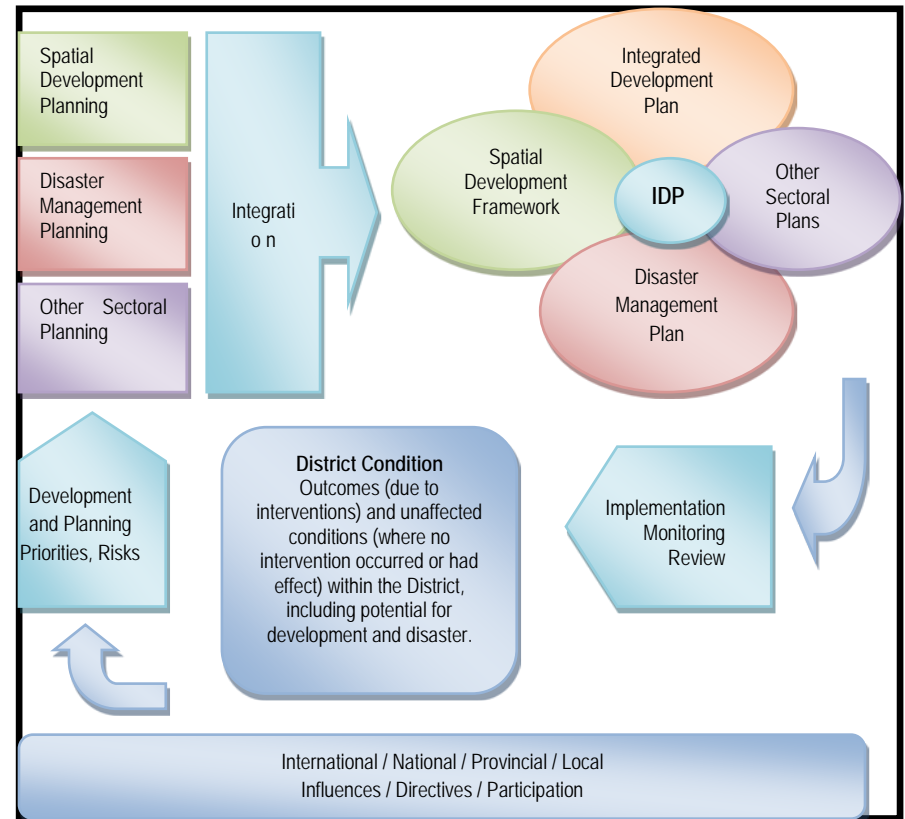 Spatial
Development
Planning
Disaster
Management
Planning
Other Sectoral
Planning
Integrati
o n
Integrated
Development
Plan
Spatial
Development
Framework
IDP
Other
Sectoral
Plans
Disaster
Management
Plan
Development
and Planning
Priorities, Risks
District Condition
Outcomes (due to
interventions) and unaffected
conditions (where no
intervention occurred or had
effect) within the District,
including potential for
development and disaster.
Implementation
Monitoring
Review
International / National / Provincial / Local
Influences / Directives / Participation